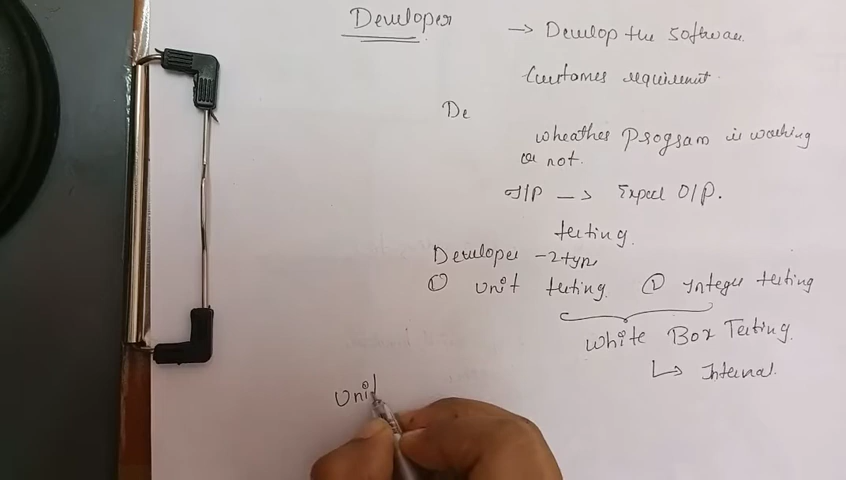 Developer → Develop the software
Customer requirement.
De
wheather Program is working
or not.
I/P → Expect O/P.
testing.
Developer - 2 type
① Unit testing. ② Integer testing
White Box Testing.
↳ Internal.
Unit